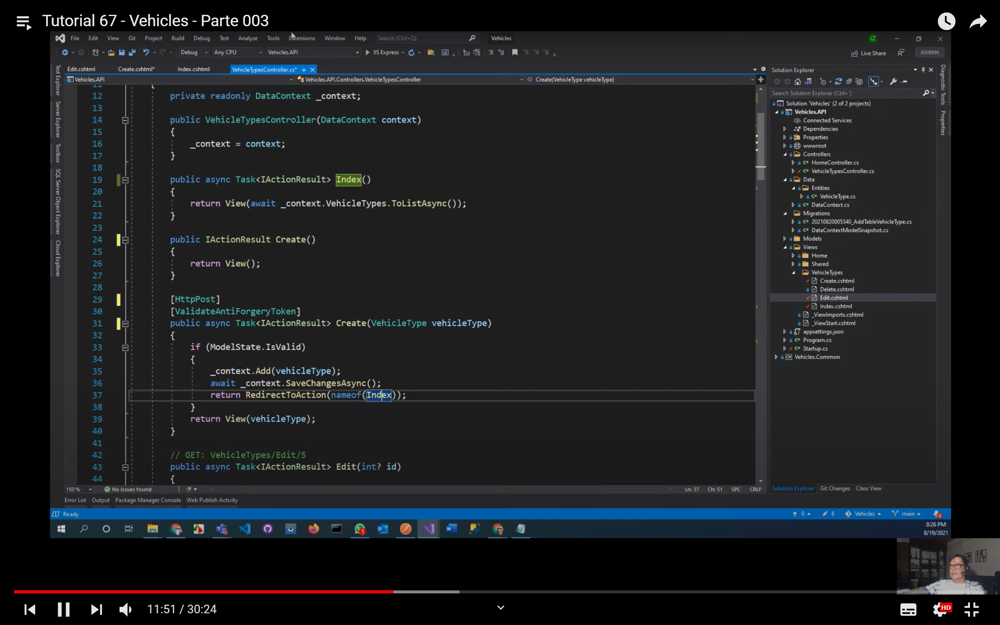 Tutorial 67 - Vehicles - Parte 003
File Edit View Git Project Build Debug Test Analyze Tools Extensions Window Help Search (Ctrl+Q) Vehicles JZ
Debug Any CPU Vehicles.API IIS Express Live Share ADMIN
Edit.cshtml Create.cshtml* Index.cshtml VehicleTypesController.cs*
Vehicles.API Vehicles.API.Controllers.VehicleTypesController Create(VehicleType vehicleType)
Test Explorer
Server Explorer
Toolbox
SQL Server Object Explorer
Cloud Explorer
11 {
12 private readonly DataContext _context;
13
14 public VehicleTypesController(DataContext context)
15 {
16 _context = context;
17 }
18
19 public async Task<IActionResult> Index()
20 {
21 return View(await _context.VehicleTypes.ToListAsync());
22 }
23
24 public IActionResult Create()
25 {
26 return View();
27 }
28
29 [HttpPost]
30 [ValidateAntiForgeryToken]
31 public async Task<IActionResult> Create(VehicleType vehicleType)
32 {
33 if (ModelState.IsValid)
34 {
35 _context.Add(vehicleType);
36 await _context.SaveChangesAsync();
37 return RedirectToAction(nameof(Index));
38 }
39 return View(vehicleType);
40 }
41
42 // GET: VehicleTypes/Edit/5
43 public async Task<IActionResult> Edit(int? id)
44 {
150 % No issues found Ln: 37 Ch: 51 SPC CRLF
Error List Output Package Manager Console Web Publish Activity
Solution Explorer
Search Solution Explorer (Ctrl+´)
Solution 'Vehicles' (2 of 2 projects)
Vehicles.API
Connected Services
Dependencies
Properties
wwwroot
Controllers
C# HomeController.cs
C# VehicleTypesController.cs
Data
Entities
C# VehicleType.cs
C# DataContext.cs
Migrations
C# 20210820005340_AddTableVehicleType.cs
C# DataContextModelSnapshot.cs
Models
Views
Home
Shared
VehicleTypes
Create.cshtml
Delete.cshtml
Edit.cshtml
Index.cshtml
_ViewImports.cshtml
_ViewStart.cshtml
appsettings.json
C# Program.cs
C# Startup.cs
C# Vehicles.Common
Solution Explorer Git Changes Class View
Diagnostic Tools
Properties
Ready 0 6 Vehicles main 4
8:26 PM
8/19/2021
11:51 / 30:24 HD